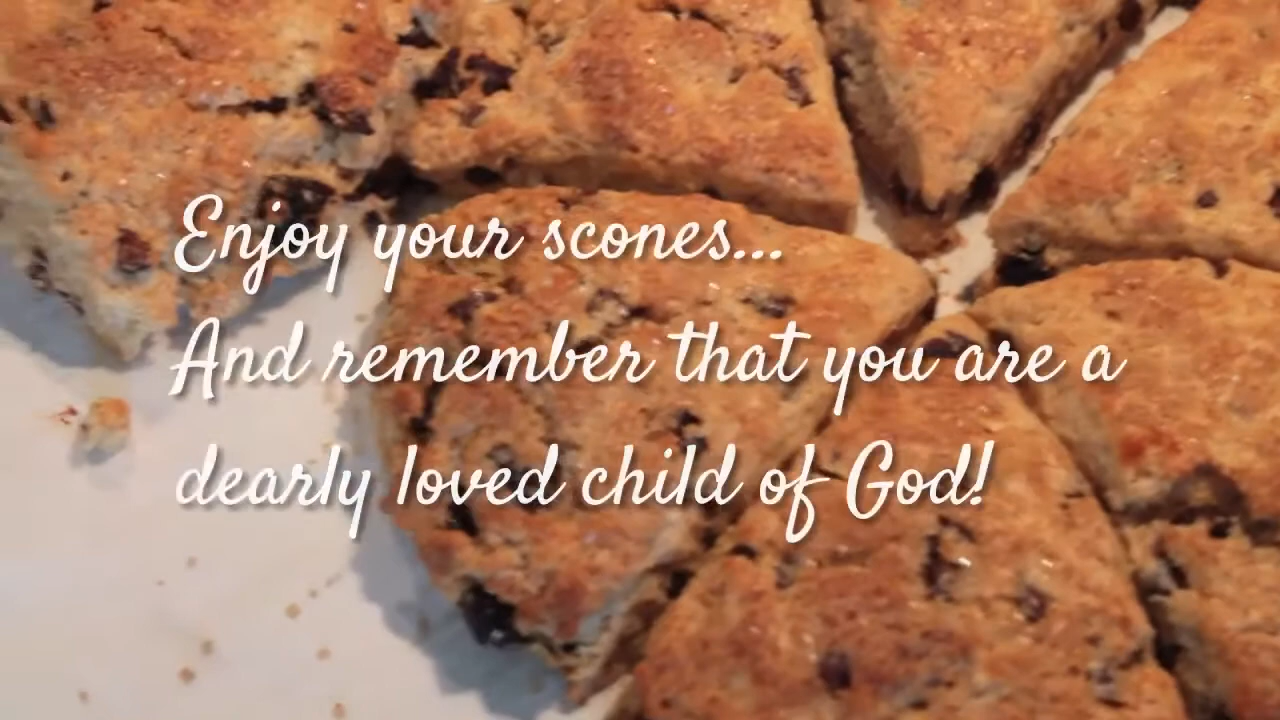 Enjoy your scones...
And remember that you are a
dearly loved child of God!